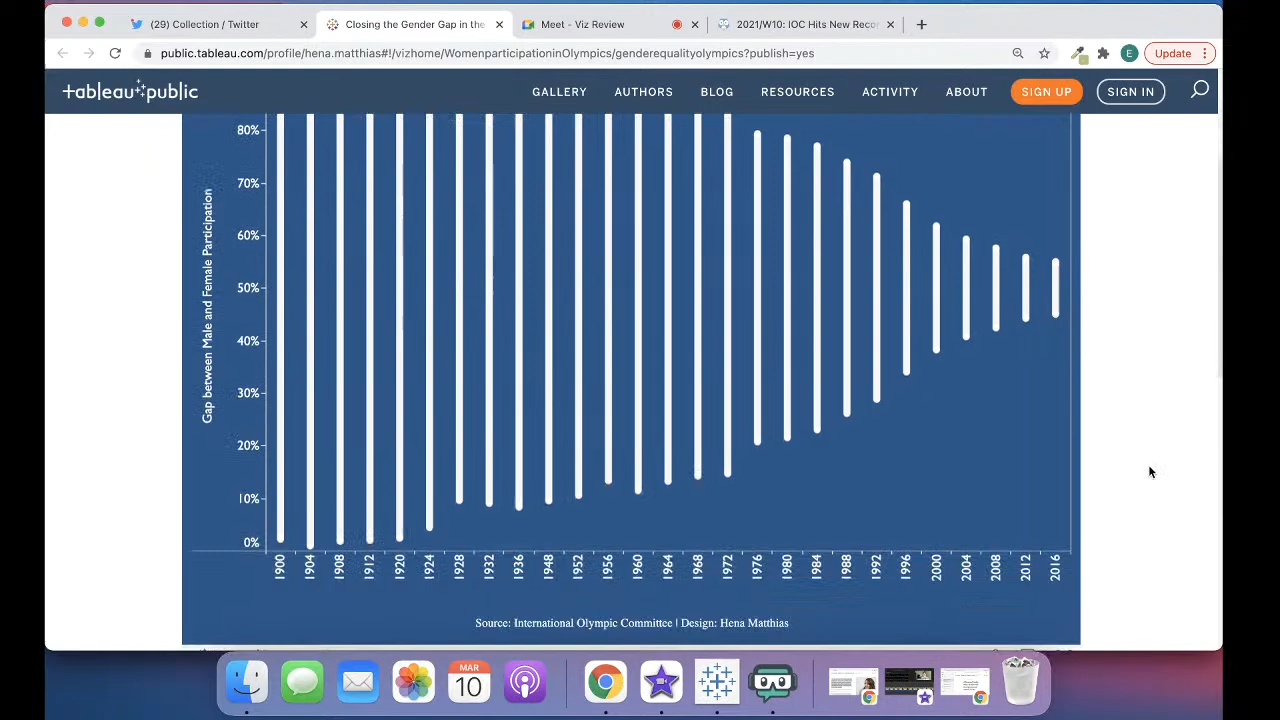 (29) Collection / Twitter
Closing the Gender Gap in the
Meet - Viz Review
2021/W10: IOC Hits New Recor
public.tableau.com/profile/hena.matthias#!/vizhome/WomenparticipationinOlympics/genderequalityolympics?publish=yes
E
Update
+ableau public
GALLERY
AUTHORS
BLOG
RESOURCES
ACTIVITY
ABOUT
SIGN UP
SIGN IN
80%
70%
60%
50%
40%
30%
20%
10%
0%
Gap between Male and Female Participation
1900 1904 1908 1912 1920 1924 1928 1932 1936 1948 1952 1956 1960 1964 1968 1972 1976 1980 1984 1988 1992 1996 2000 2004 2008 2012 2016
Source: International Olympic Committee | Design: Hena Matthias
MAR
10